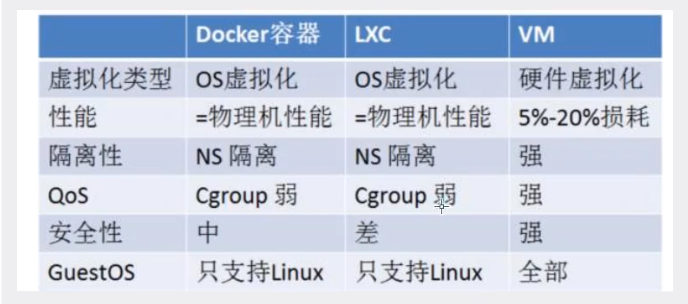 Docker容器 LXC VM
虚拟化类型 OS虚拟化 OS虚拟化 硬件虚拟化
性能 =物理机性能 =物理机性能 5%-20%损耗
隔离性 NS 隔离 NS 隔离 强
QoS Cgroup 弱 Cgroup 弱 强
安全性 中 差 强
GuestOS 只支持Linux 只支持Linux 全部